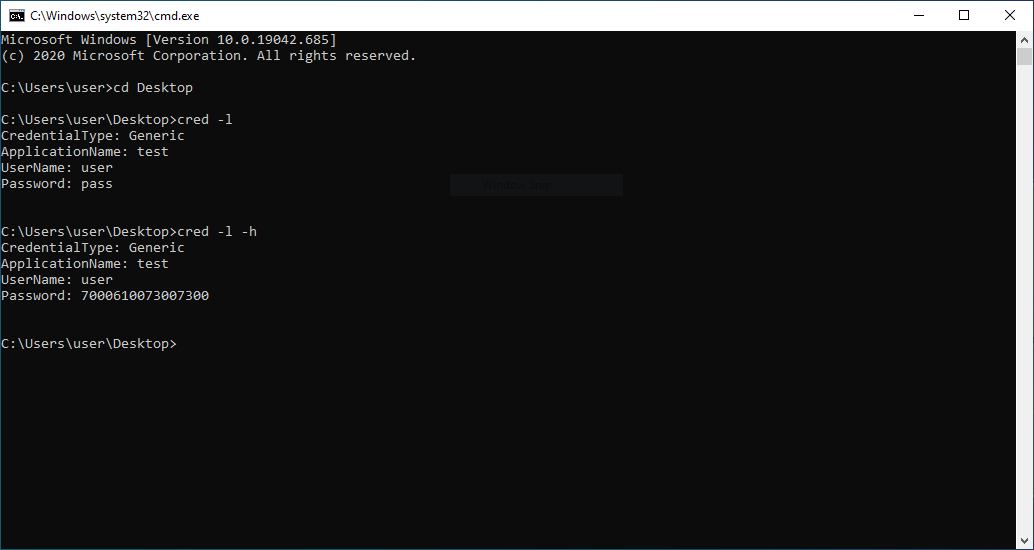 C:\Windows\system32\cmd.exe
Microsoft Windows [Version 10.0.19042.685]
(c) 2020 Microsoft Corporation. All rights reserved.
C:\Users\user>cd Desktop
C:\Users\user\Desktop>cred -l
CredentialType: Generic
ApplicationName: test
UserName: user
Password: pass
C:\Users\user\Desktop>cred -l -h
CredentialType: Generic
ApplicationName: test
UserName: user
Password: 7000610073007300
C:\Users\user\Desktop>